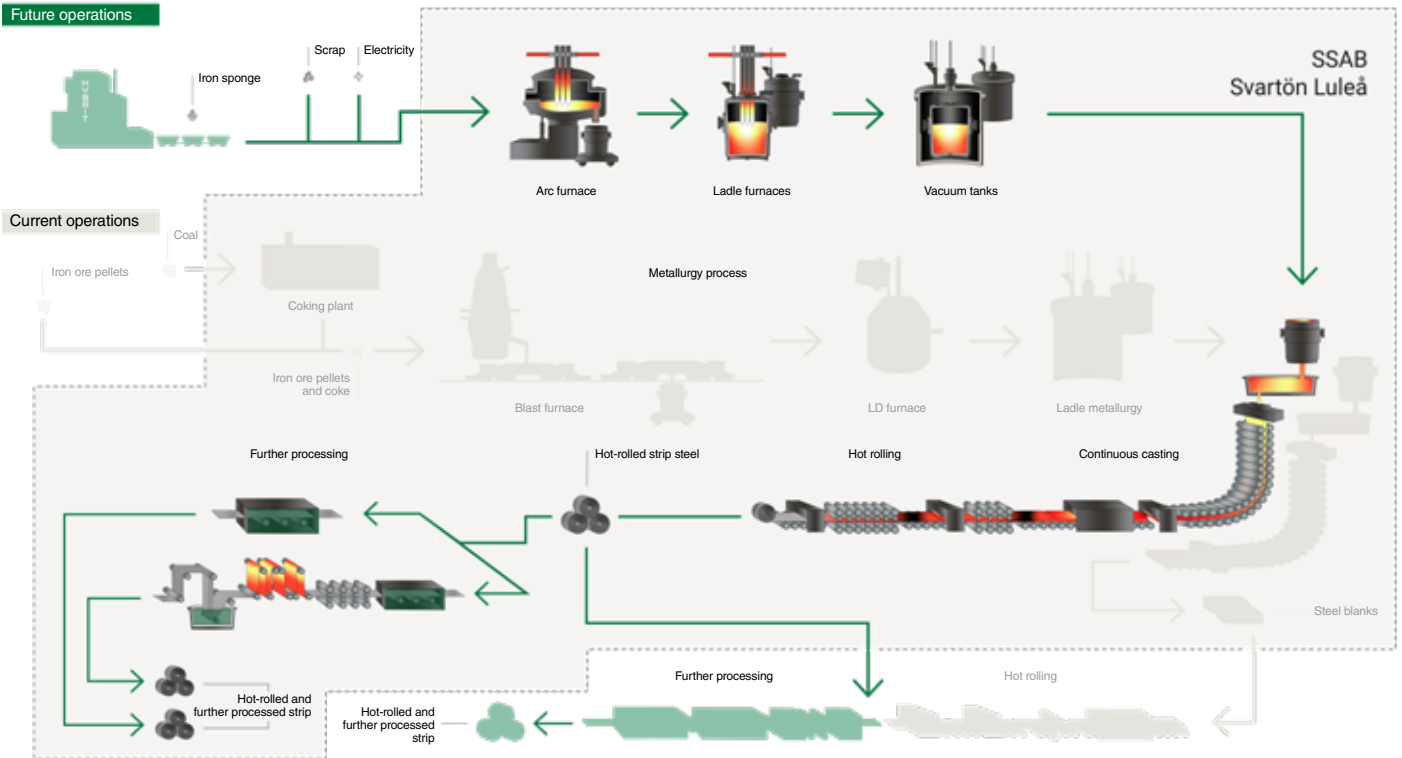 Future operations
Scrap
Electricity
Iron sponge
HYBRIT
SSAB
Svartön Luleå
Arc furnace
Ladle furnaces
Vacuum tanks
Current operations
Coal
Iron ore pellets
Metallurgy process
Coking plant
Iron ore pellets
and coke
Blast furnace
LD furnace
Ladle metallurgy
Further processing
Hot-rolled strip steel
Hot rolling
Continuous casting
Steel blanks
Further processing
Hot rolling
Hot-rolled and
further processed strip
Hot-rolled and
further processed
strip